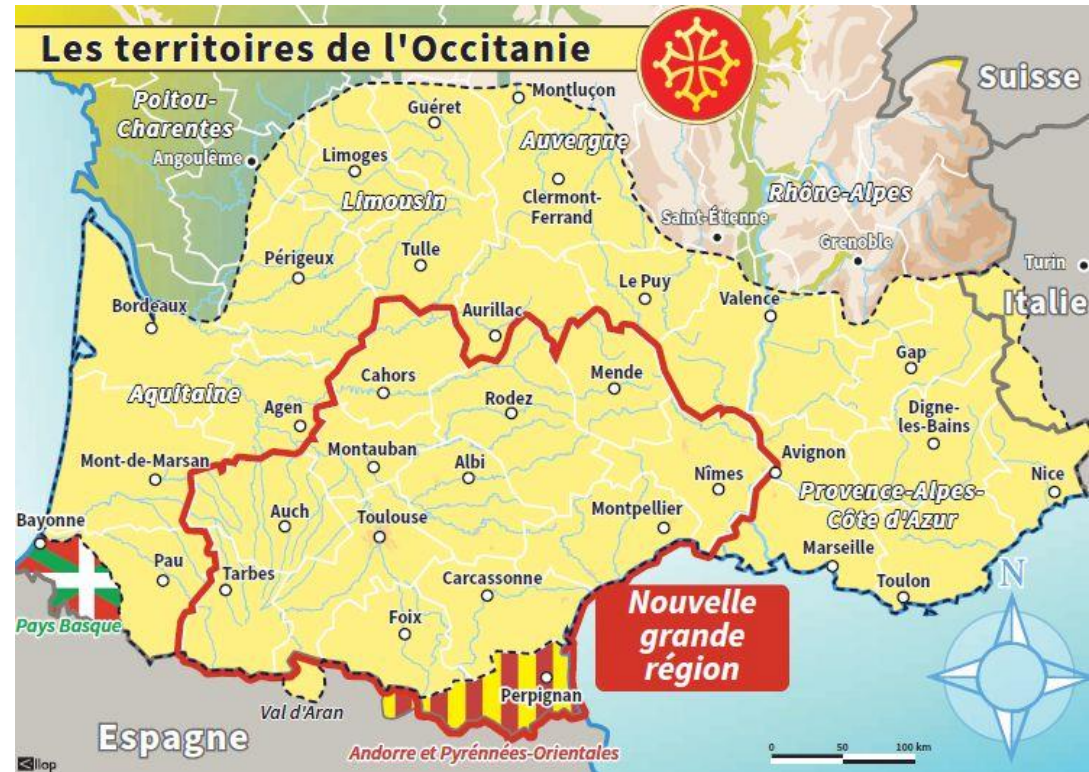 Les territoires de l'Occitanie
Suisse
Poitou-
Charentes
Montluçon
Guéret
Auvergne
Angoulême
Limoges
Rhône-Alpes
Limousin
Clermont-
Ferrand
Saint-Étienne
Grenoble
Tulle
Périgeux
Turin
Le Puy
Valence
Italie
Bordeaux
Aurillac
Gap
Cahors
Mende
Aquitaine
Rodez
Agen
Digne-
les-Bains
Montauban
Avignon
Mont-de-Marsan
Albi
Nîmes
Nice
Provence-Alpes-
Côte d'Azur
Auch
Toulouse
Montpellier
Bayonne
Marseille
Pau
Tarbes
Carcassonne
Toulon
N
Foix
Nouvelle
grande
région
Pays Basque
Perpignan
Val d'Aran
Espagne
Andorre et Pyrénnées-Orientales
0 50 100 km
llop